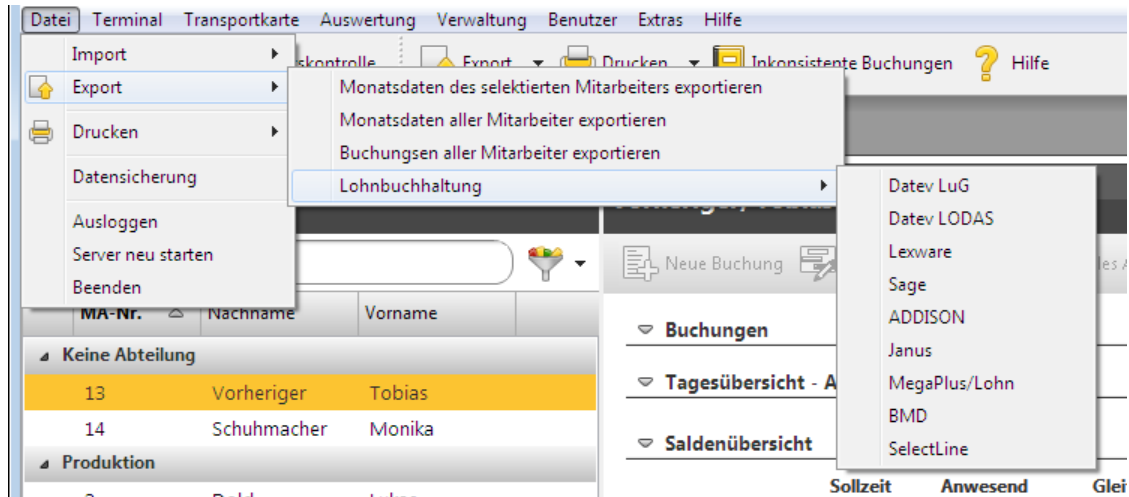 Datei Terminal Transportkarte Auswertung Verwaltung Benutzer Extras Hilfe
Import
Export Drucken Inkonsistente Buchungen Hilfe
Export
Monatsdaten des selektierten Mitarbeiters exportieren
Monatsdaten aller Mitarbeiter exportieren
Drucken
Buchungsen aller Mitarbeiter exportieren
Datensicherung
Lohnbuchhaltung
Datev LuG
Ausloggen
Datev LODAS
Server neu starten
Neue Buchung
Lexware
Beenden
Sage
MA-Nr. Nachname Vorname
ADDISON
Buchungen
Janus
Keine Abteilung
Tagesübersicht - A
MegaPlus/Lohn
13 Vorheriger Tobias
BMD
14 Schuhmacher Monika
Saldenübersicht
SelectLine
Produktion
Sollzeit Anwesend Glei